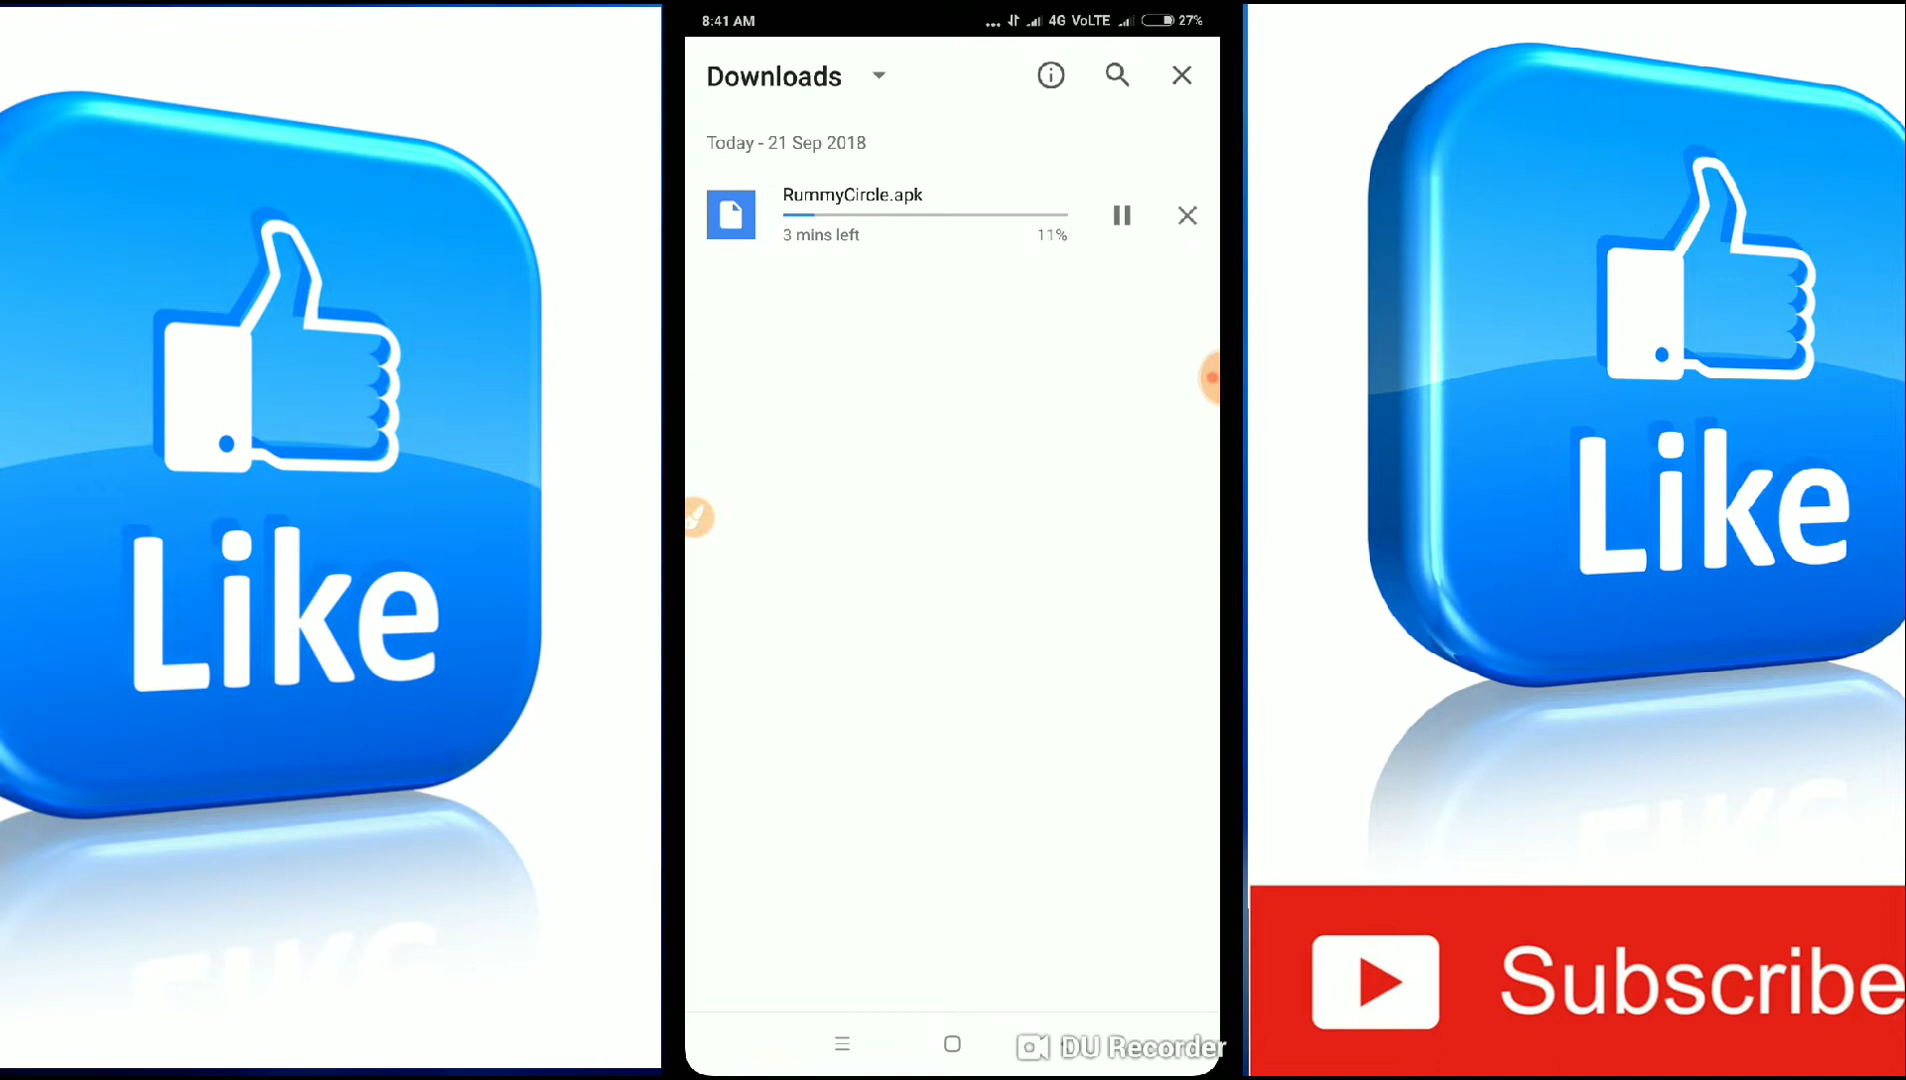 8:41 AM
... 4G VoLTE 27%
Downloads
Today - 21 Sep 2018
RummyCircle.apk
3 mins left
11%
Like
Like
Subscribe
DU Recorder